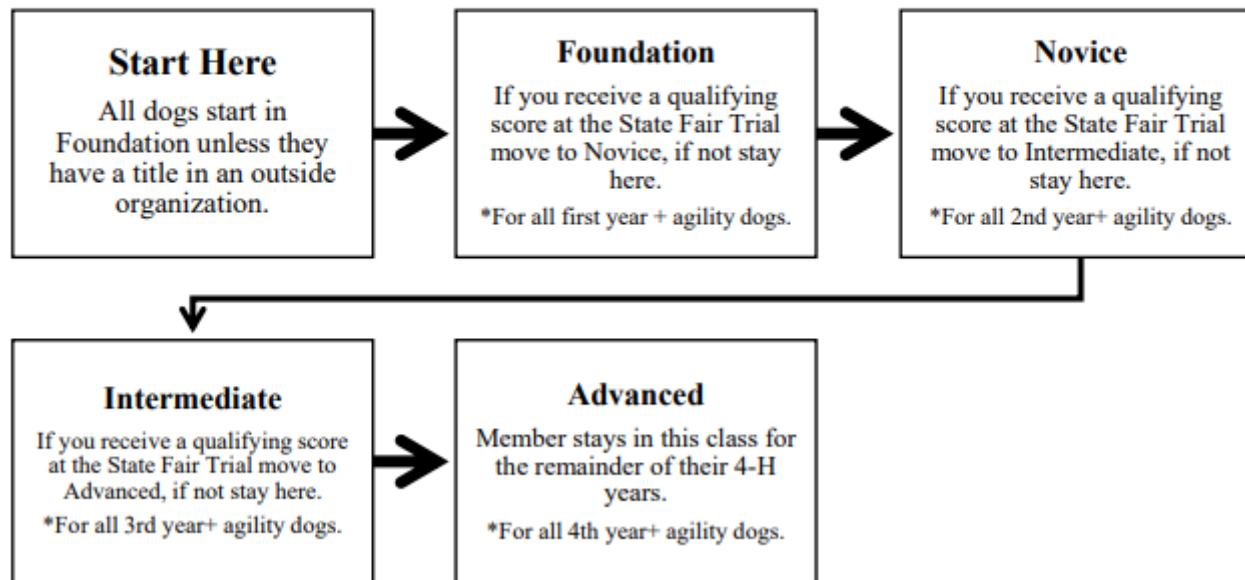 Start Here
All dogs start in
Foundation unless they
have a title in an outside
organization.
Foundation
If you receive a qualifying
score at the State Fair Trial
move to Novice, if not stay
here.
*For all first year + agility dogs.
Novice
If you receive a qualifying
score at the State Fair Trial
move to Intermediate, if not
stay here.
*For all 2nd year+ agility dogs.
Intermediate
If you receive a qualifying score
at the State Fair Trial move to
Advanced, if not stay here.
*For all 3rd year+ agility dogs.
Advanced
Member stays in this class for
the remainder of their 4-H
years.
*For all 4th year+ agility dogs.